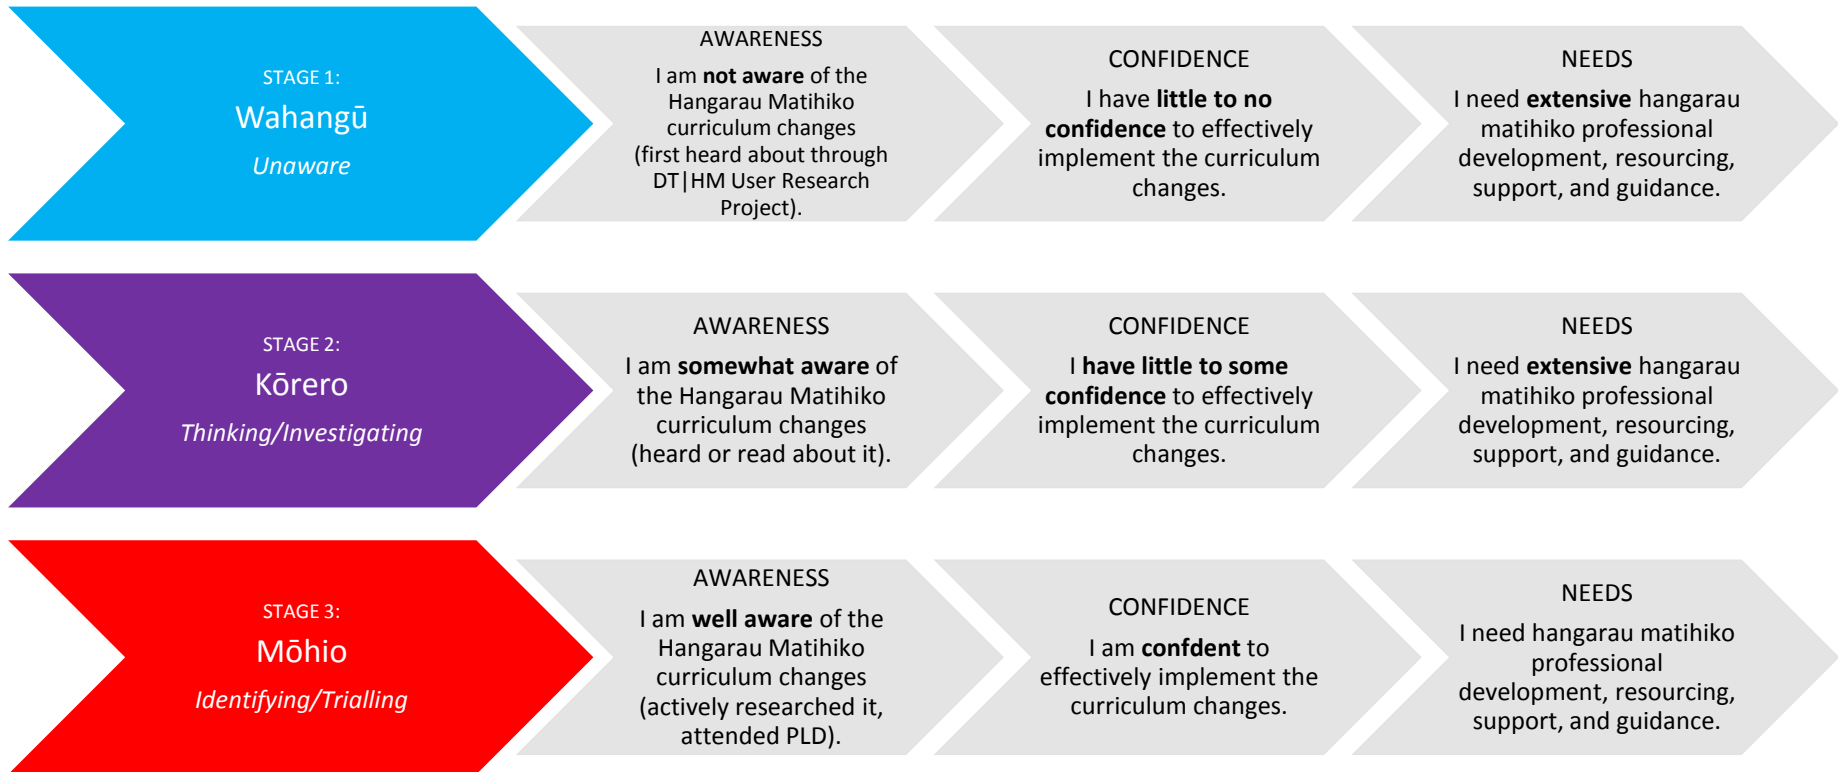 STAGE 1:
Wahangū
Unaware
AWARENESS
I am not aware of the
Hangarau Matihiko
curriculum changes
(first heard about through
DT|HM User Research
Project).
CONFIDENCE
I have little to no
confidence to effectively
implement the curriculum
changes.
NEEDS
I need extensive hangarau
matihiko professional
development, resourcing,
support, and guidance.
STAGE 2:
Kōrero
Thinking/Investigating
AWARENESS
I am somewhat aware of
the Hangarau Matihiko
curriculum changes
(heard or read about it).
CONFIDENCE
I have little to some
confidence to effectively
implement the curriculum
changes.
NEEDS
I need extensive hangarau
matihiko professional
development, resourcing,
support, and guidance.
STAGE 3:
Mōhio
Identifying/Trialling
AWARENESS
I am well aware of the
Hangarau Matihiko
curriculum changes
(actively researched it,
attended PLD).
CONFIDENCE
I am confdent to
effectively implement the
curriculum changes.
NEEDS
I need hangarau matihiko
professional
development, resourcing,
support, and guidance.